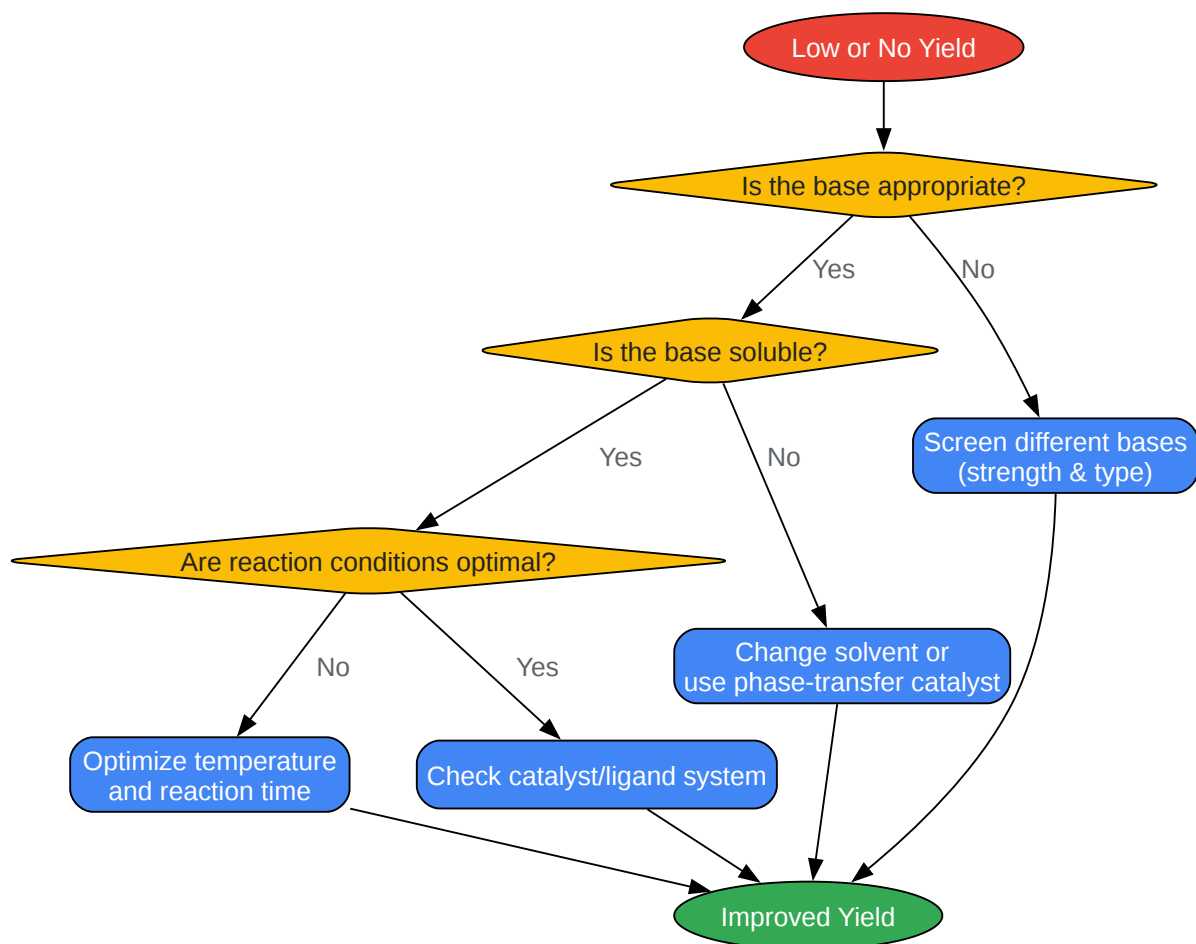 Low or No Yield
Is the base appropriate?
Yes
No
Is the base soluble?
Yes
No
Screen different bases
(strength & type)
Are reaction conditions optimal?
No
Yes
Change solvent or
use phase-transfer catalyst
Optimize temperature
and reaction time
Check catalyst/ligand system
Improved Yield